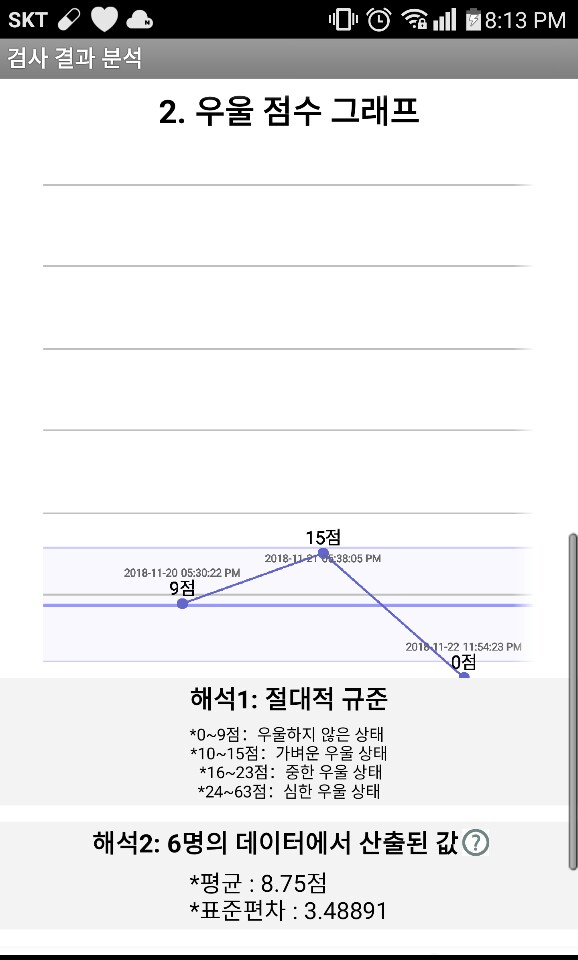 SKT 8:13 PM
검사 결과 분석
2. 우울 점수 그래프
15점
2018-11-21 05:38:05 PM
2018-11-20 05:30:22 PM
9점
2018-11-22 11:54:23 PM
0점
해석1: 절대적 규준
*0~9점: 우울하지 않은 상태
*10~15점: 가벼운 우울 상태
*16~23점: 중한 우울 상태
*24~63점: 심한 우울 상태
해석2: 6명의 데이터에서 산출된 값 ?
*평균 : 8.75점
*표준편차 : 3.48891